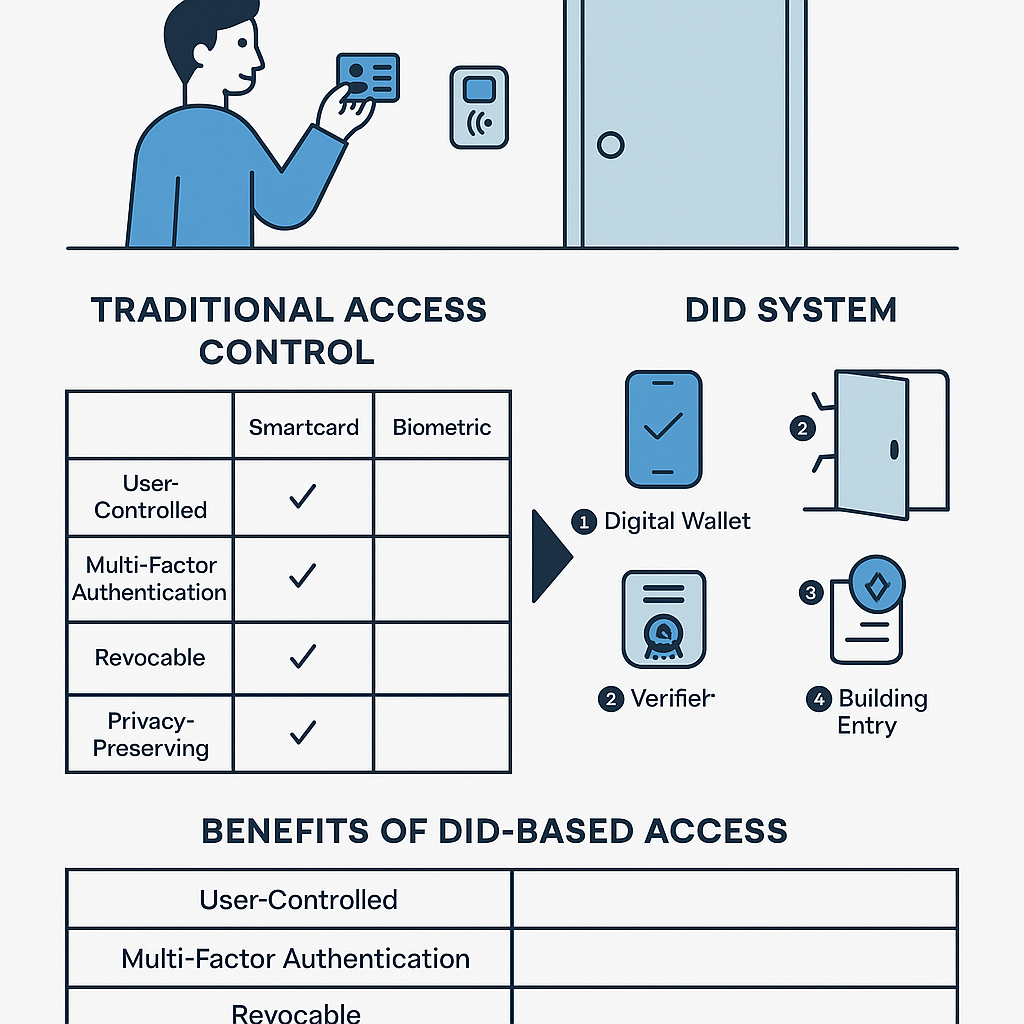 TRADITIONAL ACCESS
CONTROL
Smartcard
Biometric
User-
Controlled
Multi-Factor
Authentication
Revocable
Privacy-
Preserving
DID SYSTEM
2
1 Digital Wallet
3
2 Verifier
4 Building
Entry
BENEFITS OF DID-BASED ACCESS
User-Controlled
Multi-Factor Authentication
Revocable